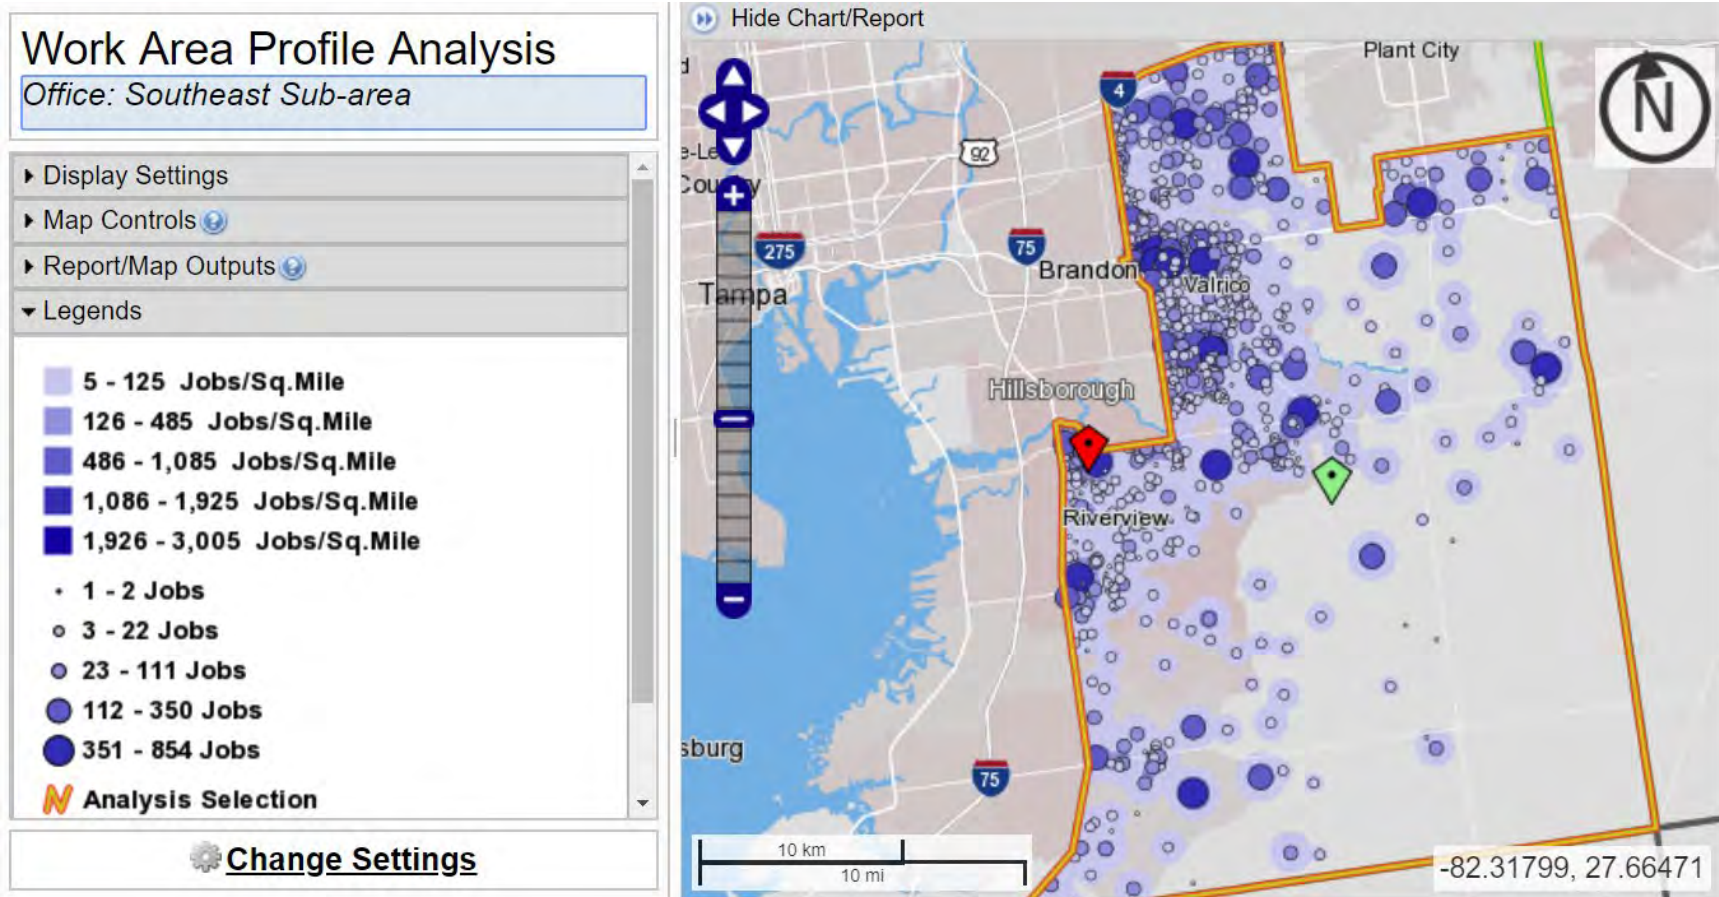 Work Area Profile Analysis
Office: Southeast Sub-area
Display Settings
Map Controls
Report/Map Outputs
Legends
5 - 125 Jobs/Sq.Mile
126 - 485 Jobs/Sq.Mile
486 - 1,085 Jobs/Sq.Mile
1,086 - 1,925 Jobs/Sq.Mile
1,926 - 3,005 Jobs/Sq.Mile
1 - 2 Jobs
3 - 22 Jobs
23 - 111 Jobs
112 - 350 Jobs
351 - 854 Jobs
Analysis Selection
Change Settings
Hide Chart/Report
Plant City
N
4
92
e-Le
County
275
75
Brandon
Valrico
Tampa
Hillsborough
Riverview
sburg
75
10 km
10 mi
-82.31799, 27.66471